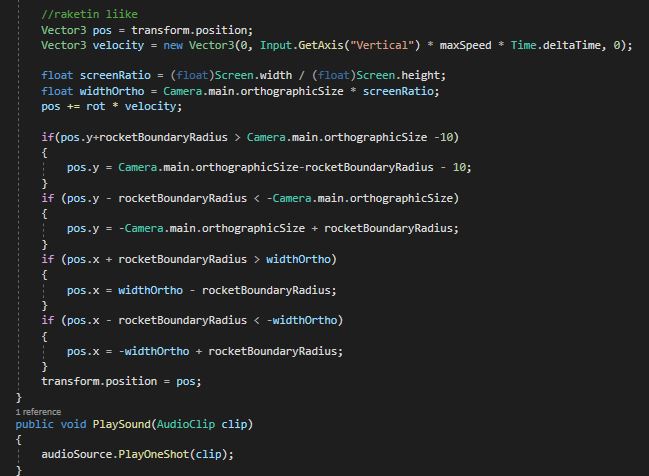 //raketin liike
Vector3 pos = transform.position;
Vector3 velocity = new Vector3(0, Input.GetAxis("Vertical") * maxSpeed * Time.deltaTime, 0);
float screenRatio = (float)Screen.width / (float)Screen.height;
float widthOrtho = Camera.main.orthographicSize * screenRatio;
pos += rot * velocity;
if(pos.y+rocketBoundaryRadius > Camera.main.orthographicSize -10)
{
pos.y = Camera.main.orthographicSize-rocketBoundaryRadius - 10;
}
if (pos.y - rocketBoundaryRadius < -Camera.main.orthographicSize)
{
pos.y = -Camera.main.orthographicSize + rocketBoundaryRadius;
}
if (pos.x + rocketBoundaryRadius > widthOrtho)
{
pos.x = widthOrtho - rocketBoundaryRadius;
}
if (pos.x - rocketBoundaryRadius < -widthOrtho)
{
pos.x = -widthOrtho + rocketBoundaryRadius;
}
transform.position = pos;
}
1 reference
public void PlaySound(AudioClip clip)
{
audioSource.PlayOneShot(clip);
}